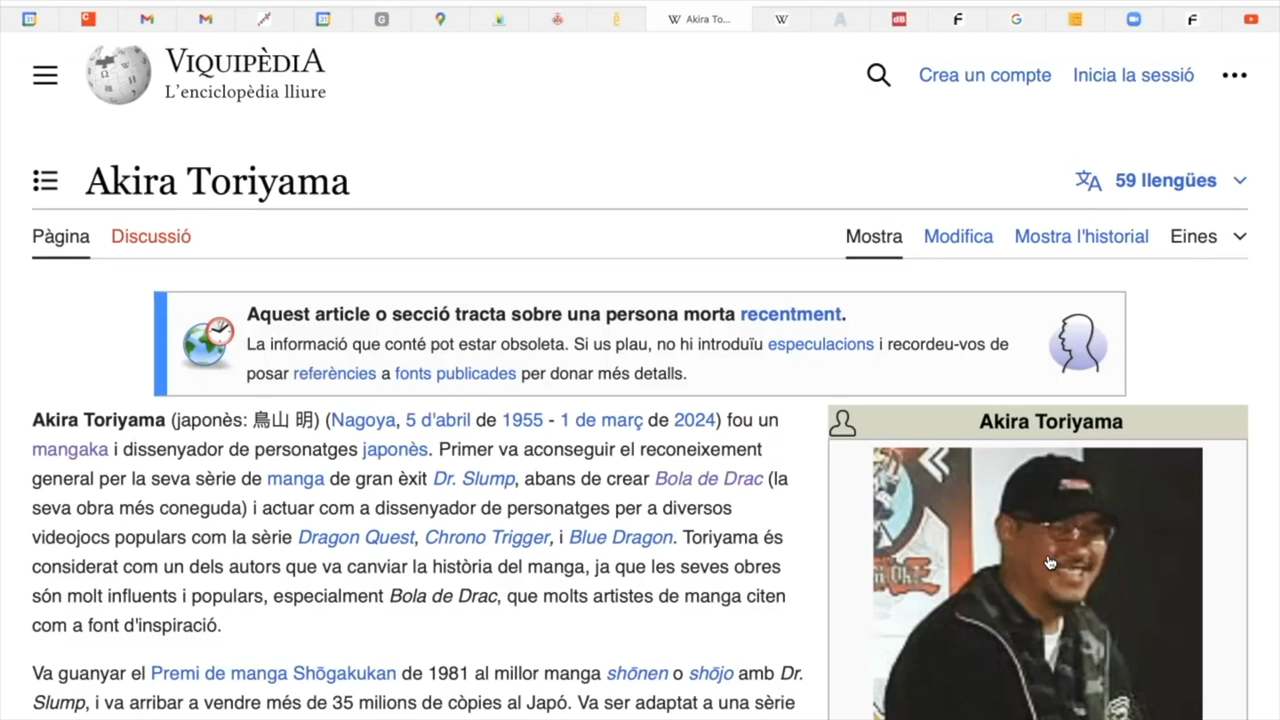 Akira To...
VIQUIPÈDIA
L'enciclopèdia lliure
Crea un compte
Inicia la sessió
Akira Toriyama
59 llengües
Pàgina
Discussió
Mostra
Modifica
Mostra l'historial
Eines
Aquest article o secció tracta sobre una persona morta recentment.
La informació que conté pot estar obsoleta. Si us plau, no hi introduïu especulacions i recordeu-vos de
posar referències a fonts publicades per donar més detalls.
Akira Toriyama (japonès: 鳥山 明) (Nagoya, 5 d'abril de 1955 - 1 de març de 2024) fou un
mangaka i dissenyador de personatges japonès. Primer va aconseguir el reconeixement
general per la seva sèrie de manga de gran èxit Dr. Slump, abans de crear Bola de Drac (la
seva obra més coneguda) i actuar com a dissenyador de personatges per a diversos
videojocs populars com la sèrie Dragon Quest, Chrono Trigger, i Blue Dragon. Toriyama és
considerat com un dels autors que va canviar la història del manga, ja que les seves obres
són molt influents i populars, especialment Bola de Drac, que molts artistes de manga citen
com a font d'inspiració.
Va guanyar el Premi de manga Shōgakukan de 1981 al millor manga shōnen o shōjo amb Dr.
Slump, i va arribar a vendre més de 35 milions de còpies al Japó. Va ser adaptat a una sèrie
Akira Toriyama